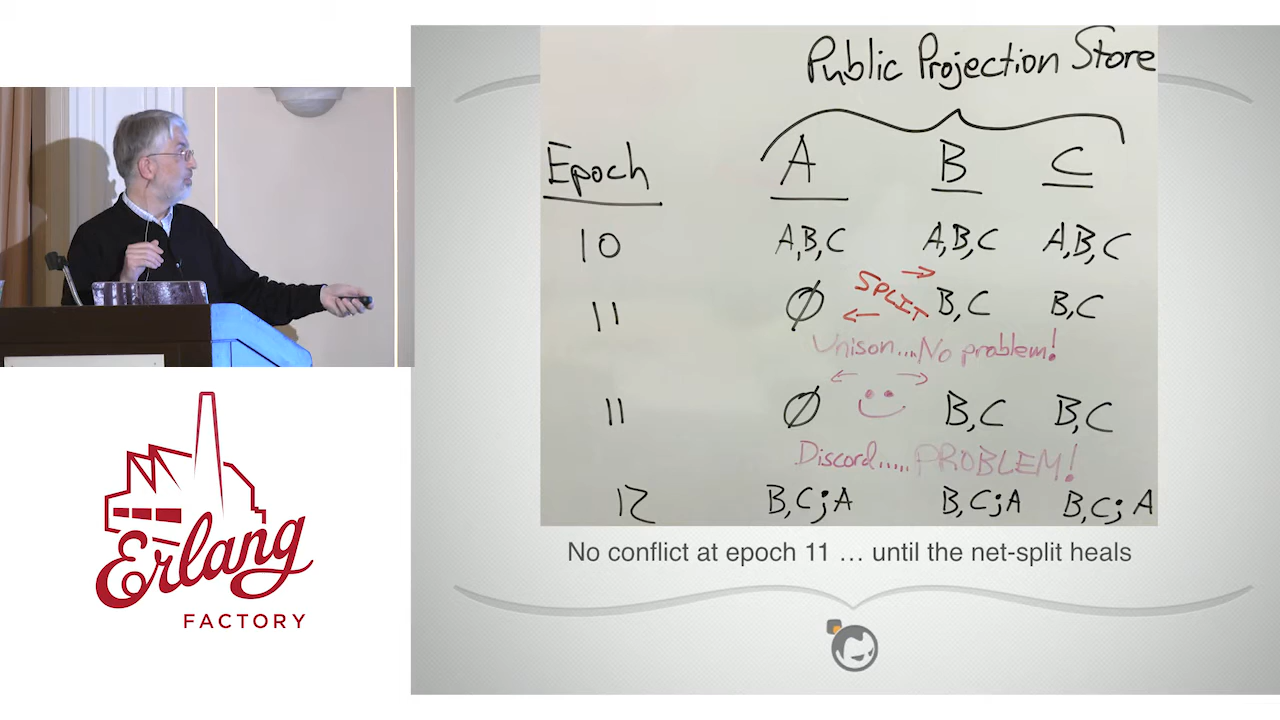 Public Projection Store
Epoch A B C
10 A,B,C A,B,C A,B,C
11 Ø SPLIT B,C B,C
Unison...No problem!
11 Ø B,C B,C
Discord..... PROBLEM!
12 B,C;A B,C;A B,C;A
No conflict at epoch 11 … until the net-split heals
Erlang
FACTORY